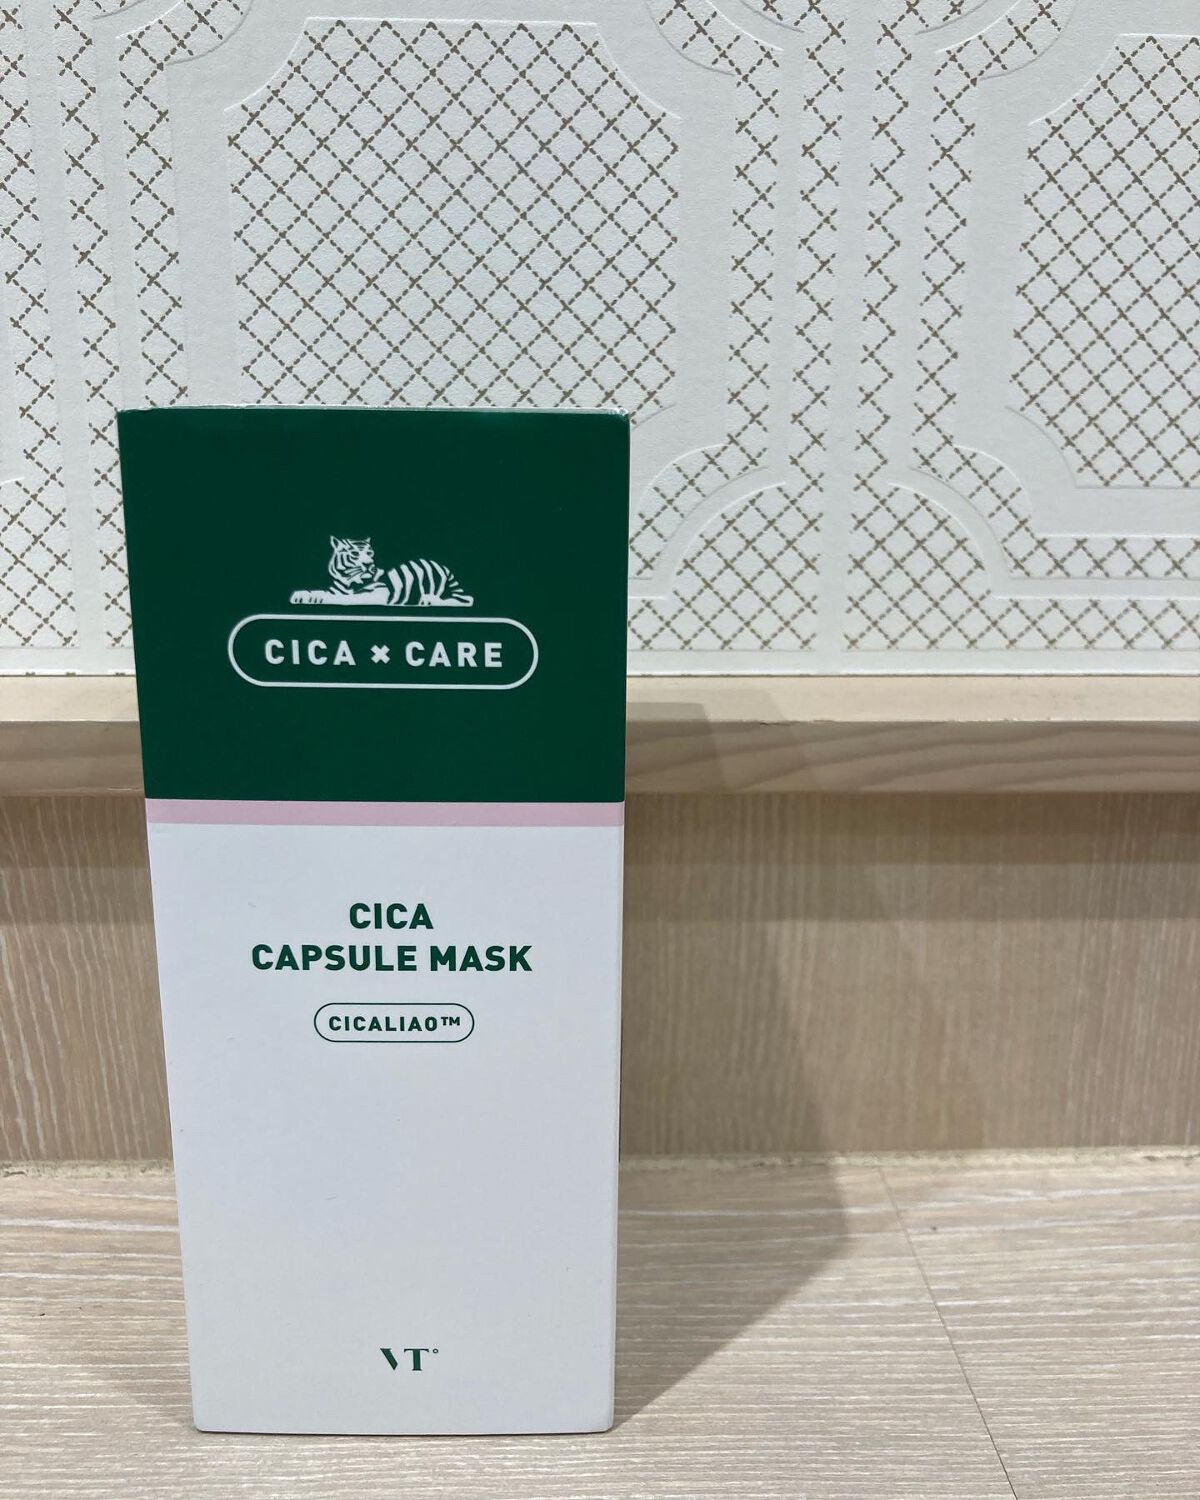 CICA × CARE
CICA
CAPSULE MASK
CICALIAO™
VT°